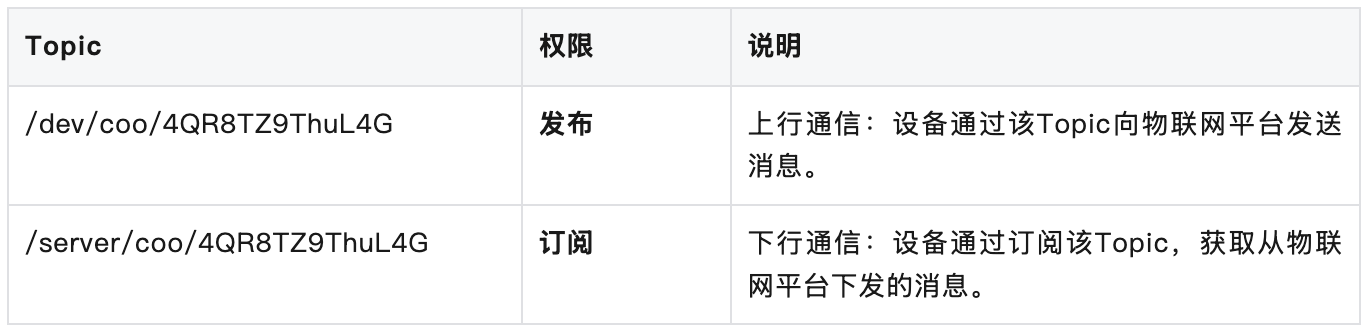 Topic 权限 说明
/dev/coo/4QR8TZ9ThuL4G 发布 上行通信：设备通过该Topic向物联网平台发送
消息。
/server/coo/4QR8TZ9ThuL4G 订阅 下行通信：设备通过订阅该Topic，获取从物联
网平台下发的消息。